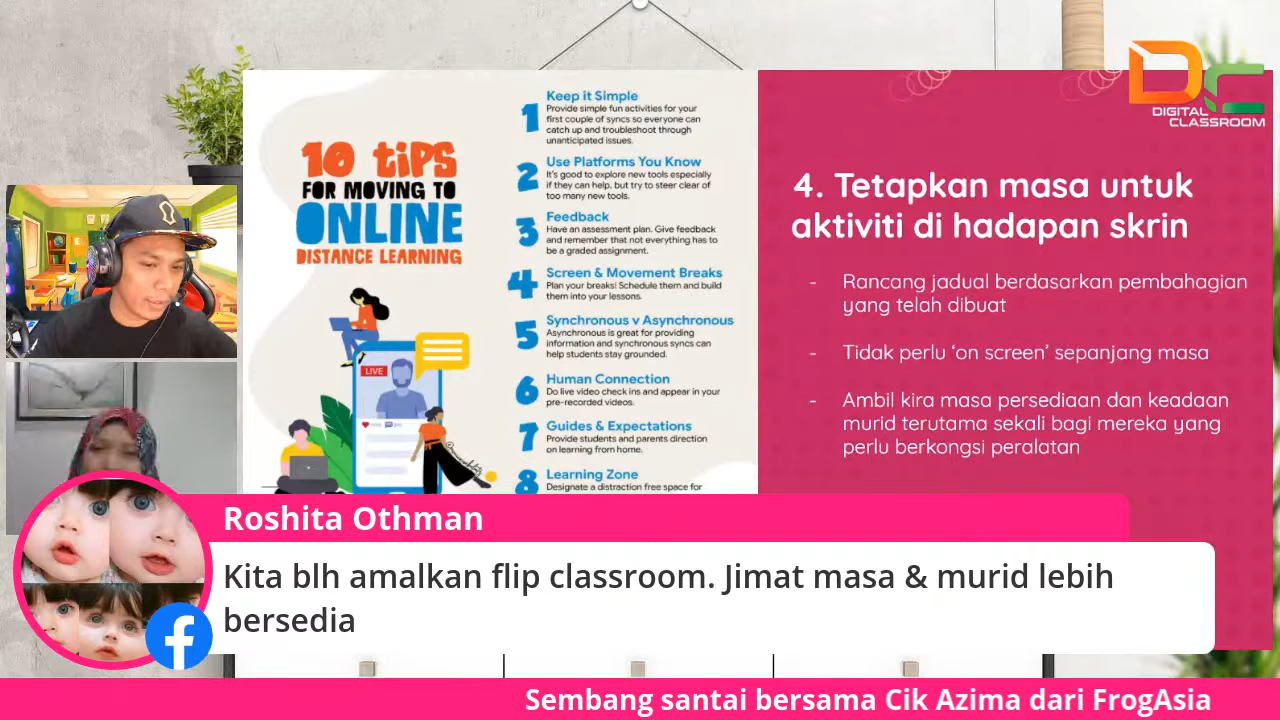 10 tips
FOR MOVING TO
ONLINE
DISTANCE LEARNING
LIVE
1 Keep it Simple
Provide simple fun activities for your
first couple of syncs so everyone can
catch up and troubleshoot through
unanticipated issues.
2 Use Platforms You Know
It's good to explore new tools especially
if they can help, but try to steer clear of
too many new tools.
3 Feedback
Have an assessment plan. Give feedback
and remember that not everything has to
be a graded assignment.
4 Screen & Movement Breaks
Plan your breaks! Schedule them and build
them into your lessons.
5 Synchronous v Asynchronous
Asynchronous is great for providing
information and synchronous syncs can
help students stay grounded.
6 Human Connection
Do live video check ins and appear in your
pre-recorded videos.
7 Guides & Expectations
Provide students and parents direction
on learning from home.
8 Learning Zone
Designate a distraction free space for
DC
DIGITAL
CLASSROOM
4. Tetapkan masa untuk
aktiviti di hadapan skrin
- Rancang jadual berdasarkan pembahagian
yang telah dibuat
- Tidak perlu 'on screen' sepanjang masa
- Ambil kira masa persediaan dan keadaan
murid terutama sekali bagi mereka yang
perlu berkongsi peralatan
Roshita Othman
Kita blh amalkan flip classroom. Jimat masa & murid lebih
bersedia
Sembang santai bersama Cik Azima dari FrogAsia